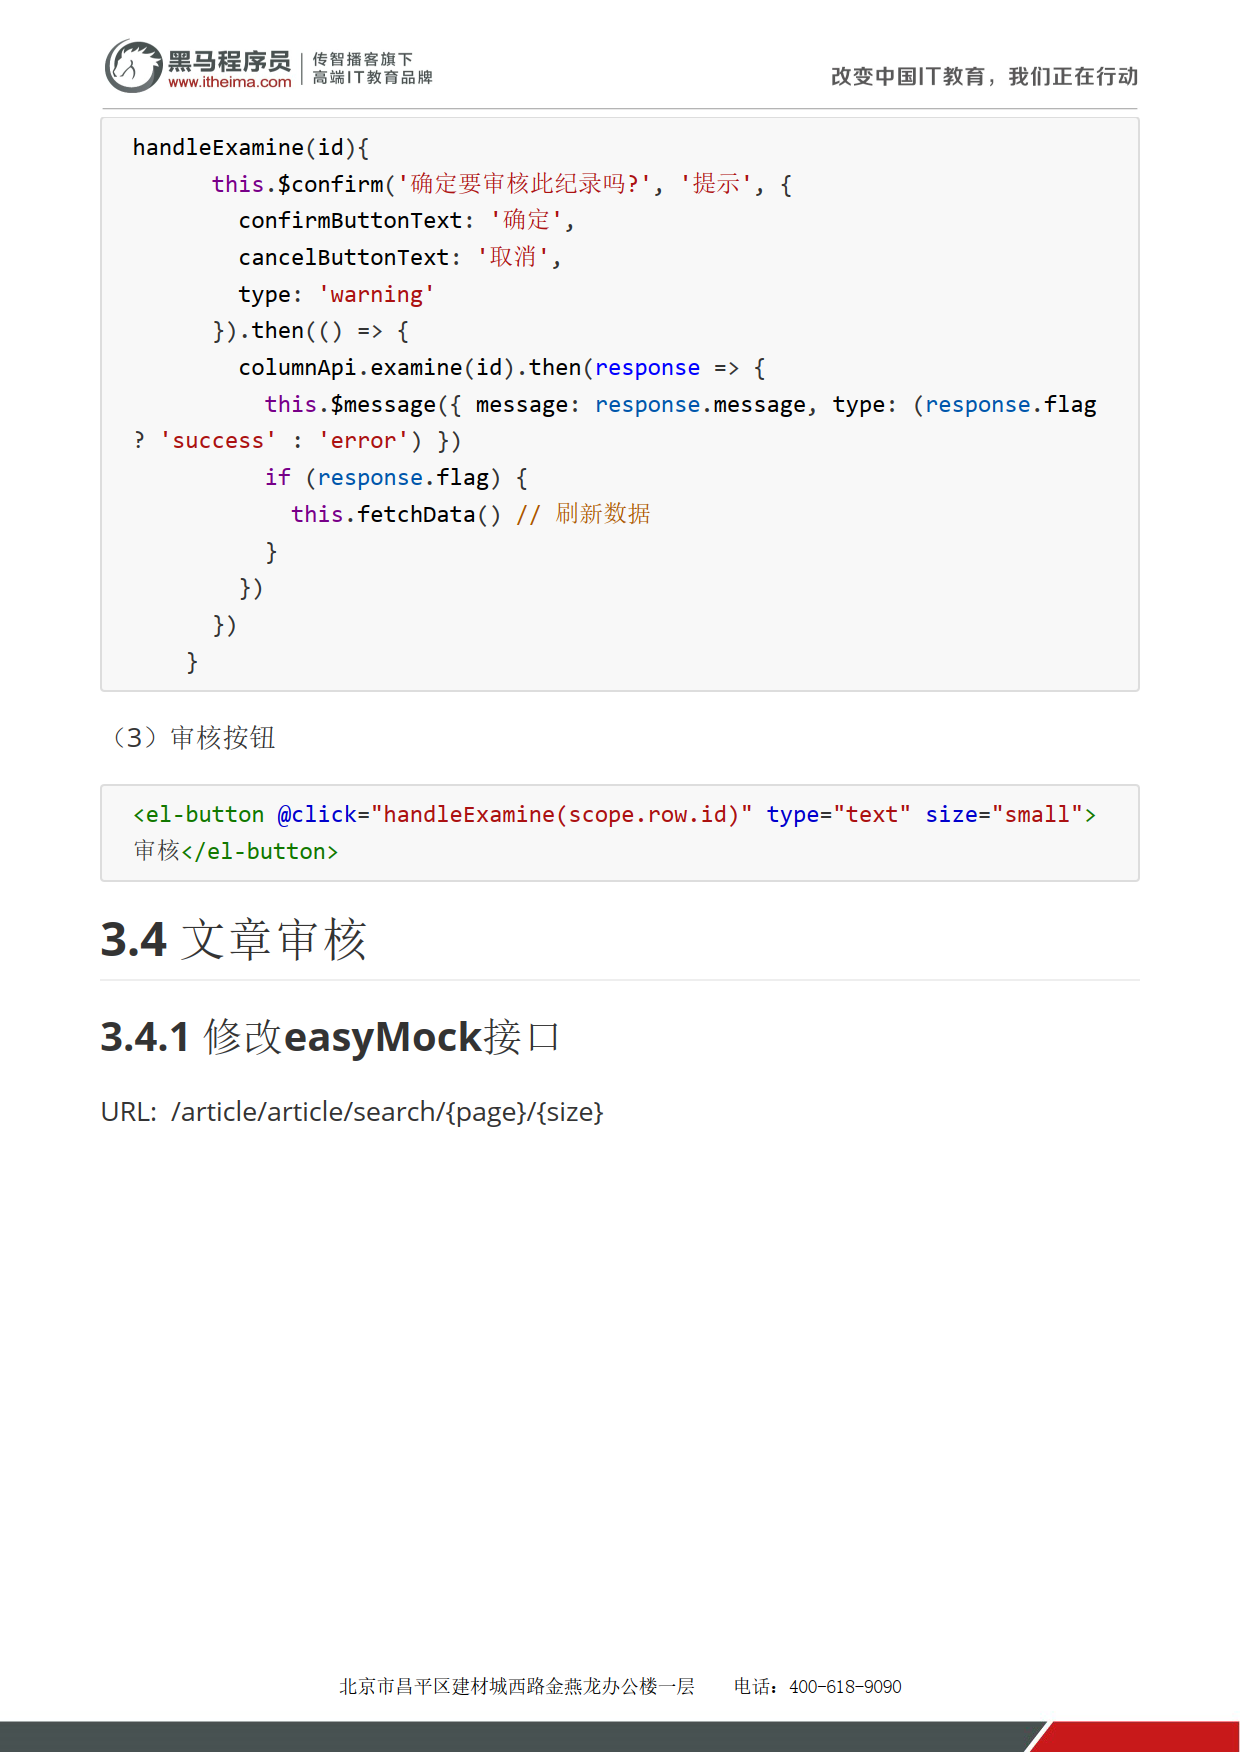 黑马程序员
www.itheima.com
传智播客旗下
高端IT教育品牌
改变中国IT教育，我们正在行动
handleExamine(id){
      this.$confirm('确定要审核此纪录吗?', '提示', {
        confirmButtonText: '确定',
        cancelButtonText: '取消',
        type: 'warning'
      }).then(() => {
        columnApi.examine(id).then(response => {
          this.$message({ message: response.message, type: (response.flag
? 'success' : 'error') })
          if (response.flag) {
            this.fetchData() // 刷新数据
          }
        })
      })
    }
（3）审核按钮
<el-button @click="handleExamine(scope.row.id)" type="text" size="small">
审核</el-button>
3.4 文章审核
3.4.1 修改easyMock接口
URL:  /article/article/search/{page}/{size}
北京市昌平区建材城西路金燕龙办公楼一层    电话：400-618-9090